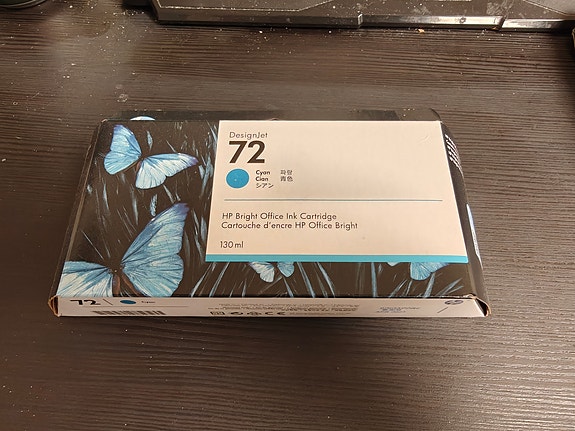 DesignJet
72
Cyan 파랑
Cian 青色
シアン
HP Bright Office Ink Cartridge
Cartouche d'encre HP Office Bright
130 ml
72 Cyan